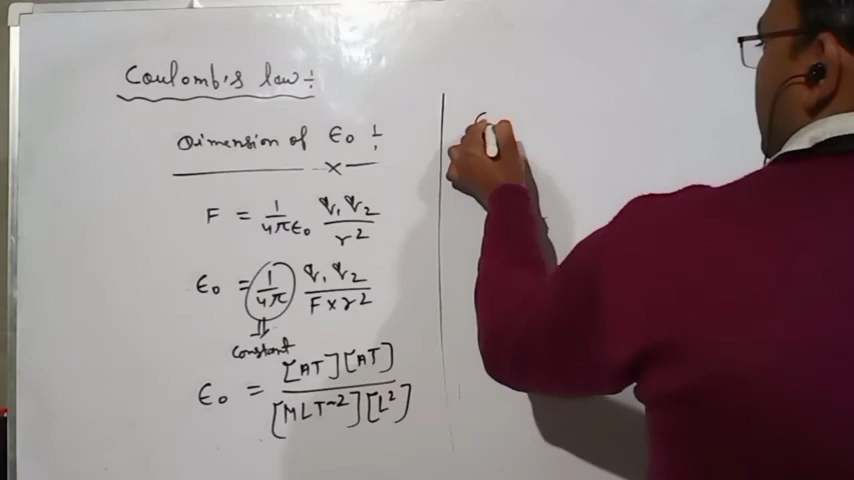 Coulomb's law÷
Dimension of ϵ₀ ÷
—×—
F = 1/4πϵ₀ q₁q₂/r²
ϵ₀ = 1/4π q₁q₂/F×r²
⇓
Constant
ϵ₀ = [AT][AT]/[MLT⁻²][L²]